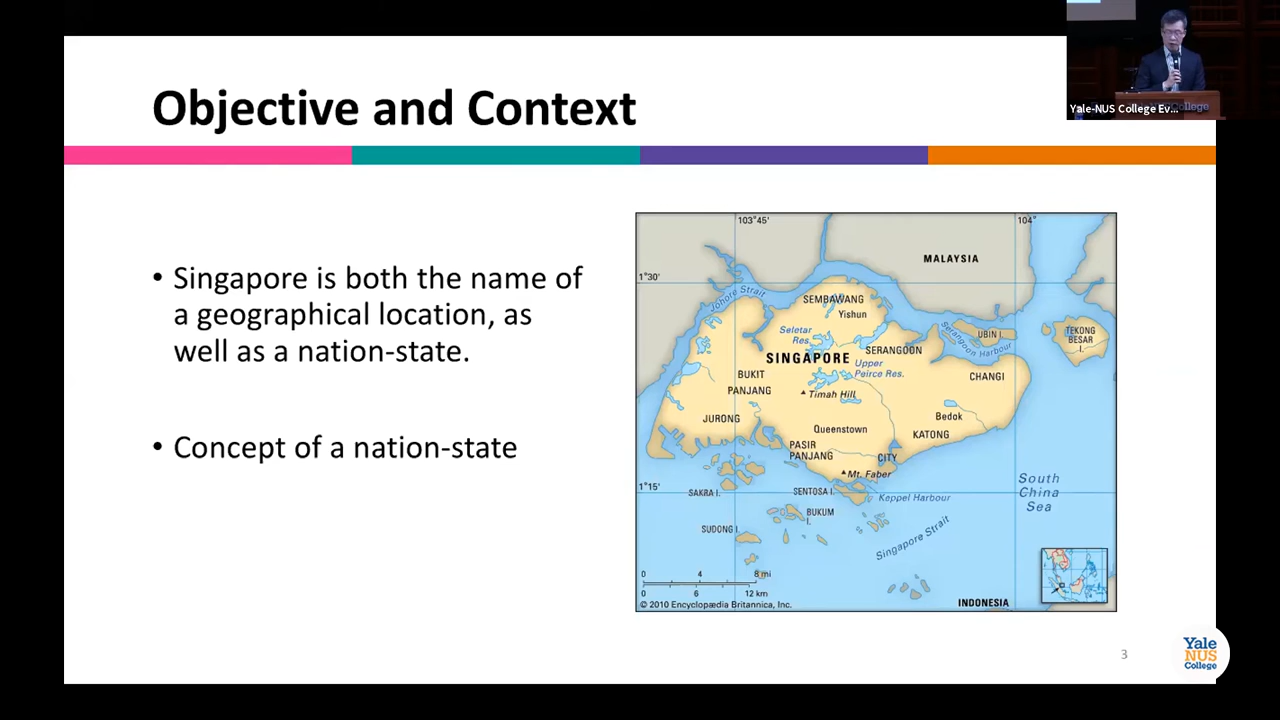 Objective and Context
Yale-NUS College Ev...
College
• Singapore is both the name of
a geographical location, as
well as a nation-state.
• Concept of a nation-state
103°45'
104°
1°30'
MALAYSIA
Johore Strait
SEMBAWANG
Yishun
Seletar
Res.
SERANGOON
Serangoon Harbour
UBIN I.
TEKONG
BESAR
I.
SINGAPORE
Upper
Peirce Res.
BUKIT
PANJANG
Timah Hill
CHANGI
JURONG
Bedok
Queenstown
KATONG
PASIR
PANJANG
CITY
Mt. Faber
1°15'
SAKRA I.
SENTOSA I.
Keppel Harbour
South
China
Sea
BUKUM
I.
SUDONG I.
Singapore Strait
0 4 8 mi
0 6 12 km
© 2010 Encyclopædia Britannica, Inc.
INDONESIA
3
Yale
NUS
College